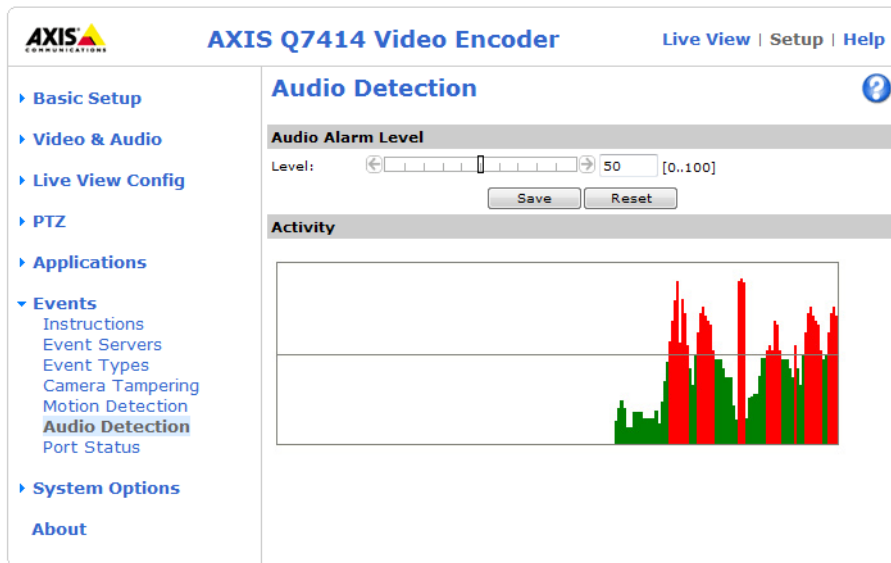 AXIS
COMMUNICATIONS
AXIS Q7414 Video Encoder
Live View | Setup | Help
Basic Setup
Video & Audio
Live View Config
PTZ
Applications
Events
Instructions
Event Servers
Event Types
Camera Tampering
Motion Detection
Audio Detection
Port Status
System Options
About
Audio Detection
?
Audio Alarm Level
Level: 50 [0..100]
Save Reset
Activity